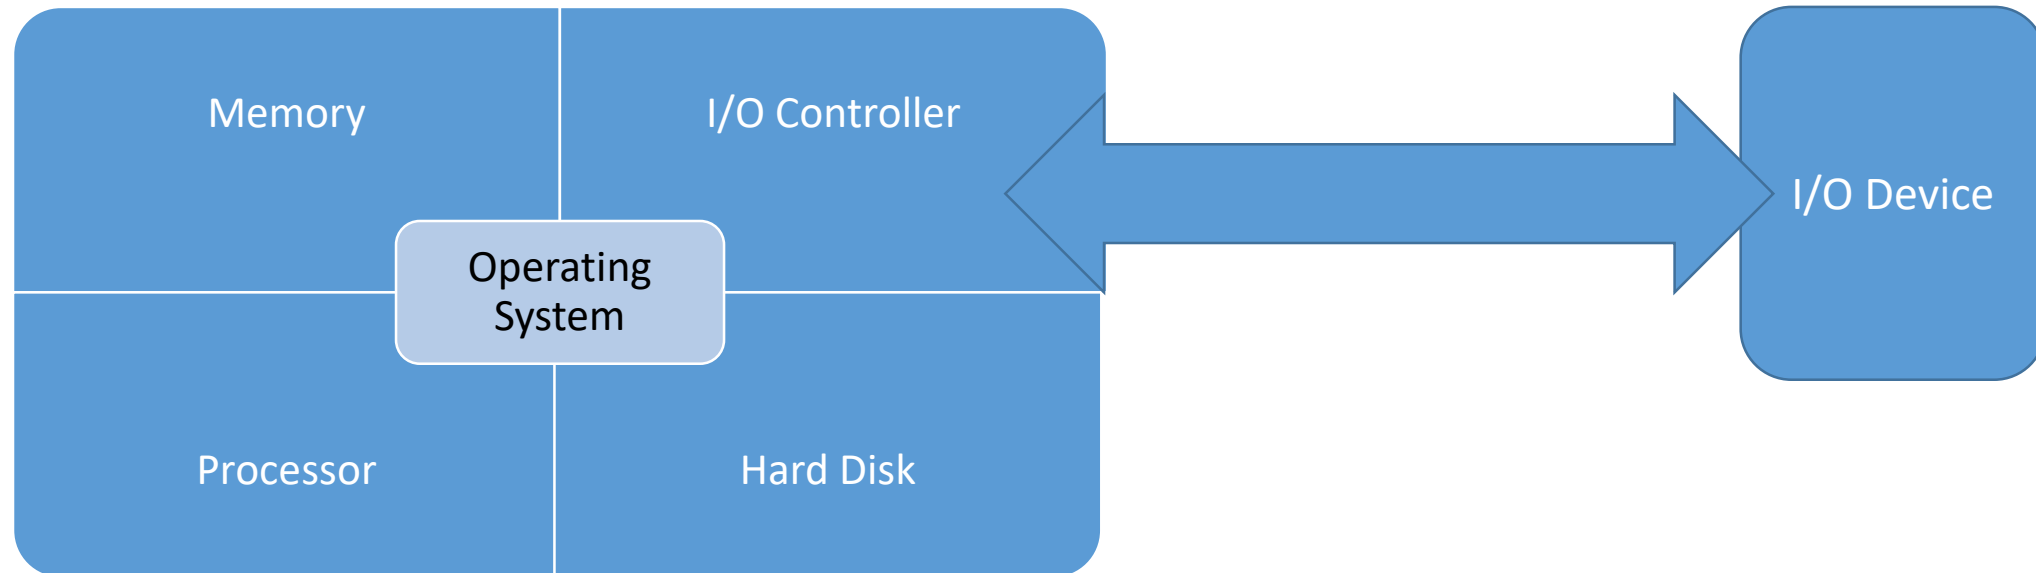 Memory
I/O Controller
I/O Device
Operating
System
Processor
Hard Disk